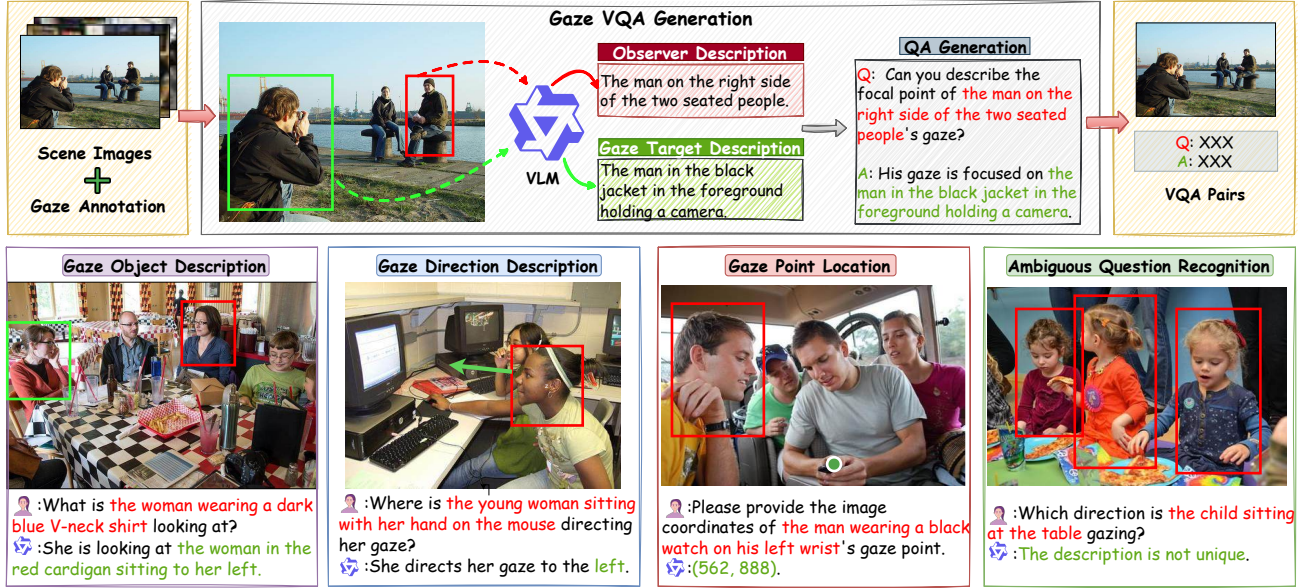 Gaze VQA Generation
Scene Images
+
Gaze Annotation
VLM
Observer Description
The man on the right side
of the two seated people.
Gaze Target Description
The man in the black
jacket in the foreground
holding a camera.
QA Generation
Q: Can you describe the
focal point of the man on the
right side of the two seated
people's gaze?
A: His gaze is focused on the
man in the black jacket in the
foreground holding a camera.
Q: XXX
A: XXX
VQA Pairs
Gaze Object Description
:What is the woman wearing a dark
blue V-neck shirt looking at?
:She is looking at the woman in the
red cardigan sitting to her left.
Gaze Direction Description
:Where is the young woman sitting
with her hand on the mouse directing
her gaze?
:She directs her gaze to the left.
Gaze Point Location
:Please provide the image
coordinates of the man wearing a black
watch on his left wrist's gaze point.
:(562, 888).
Ambiguous Question Recognition
:Which direction is the child sitting
at the table gazing?
:The description is not unique.